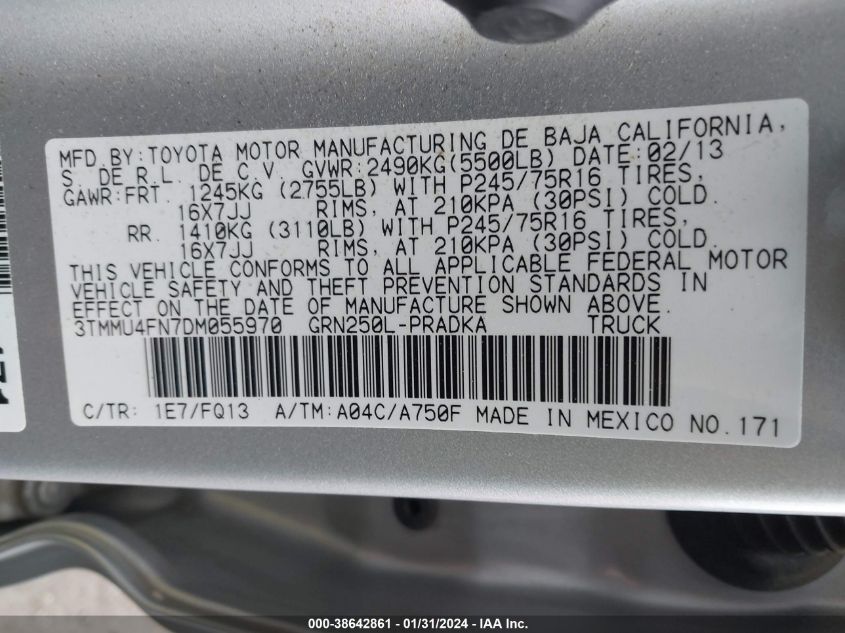 MFD. BY: TOYOTA MOTOR MANUFACTURING DE BAJA CALIFORNIA,
S. DE R.L. DE C.V. GVWR:2490KG(5500LB) DATE:02/13
GAWR:FRT. 1245KG (2755LB) WITH P245/75R16 TIRES,
16X7JJ RIMS, AT 210KPA (30PSI) COLD.
RR. 1410KG (3110LB) WITH P245/75R16 TIRES,
16X7JJ RIMS, AT 210KPA (30PSI) COLD.
THIS VEHICLE CONFORMS TO ALL APPLICABLE FEDERAL MOTOR
VEHICLE SAFETY AND THEFT PREVENTION STANDARDS IN
EFFECT ON THE DATE OF MANUFACTURE SHOWN ABOVE.
3TMMU4FN7DM055970 GRN250L-PRADKA TRUCK
C/TR: 1E7/FQ13 A/TM:A04C/A750F MADE IN MEXICO NO.171
000-38642861 - 01/31/2024 - IAA Inc.